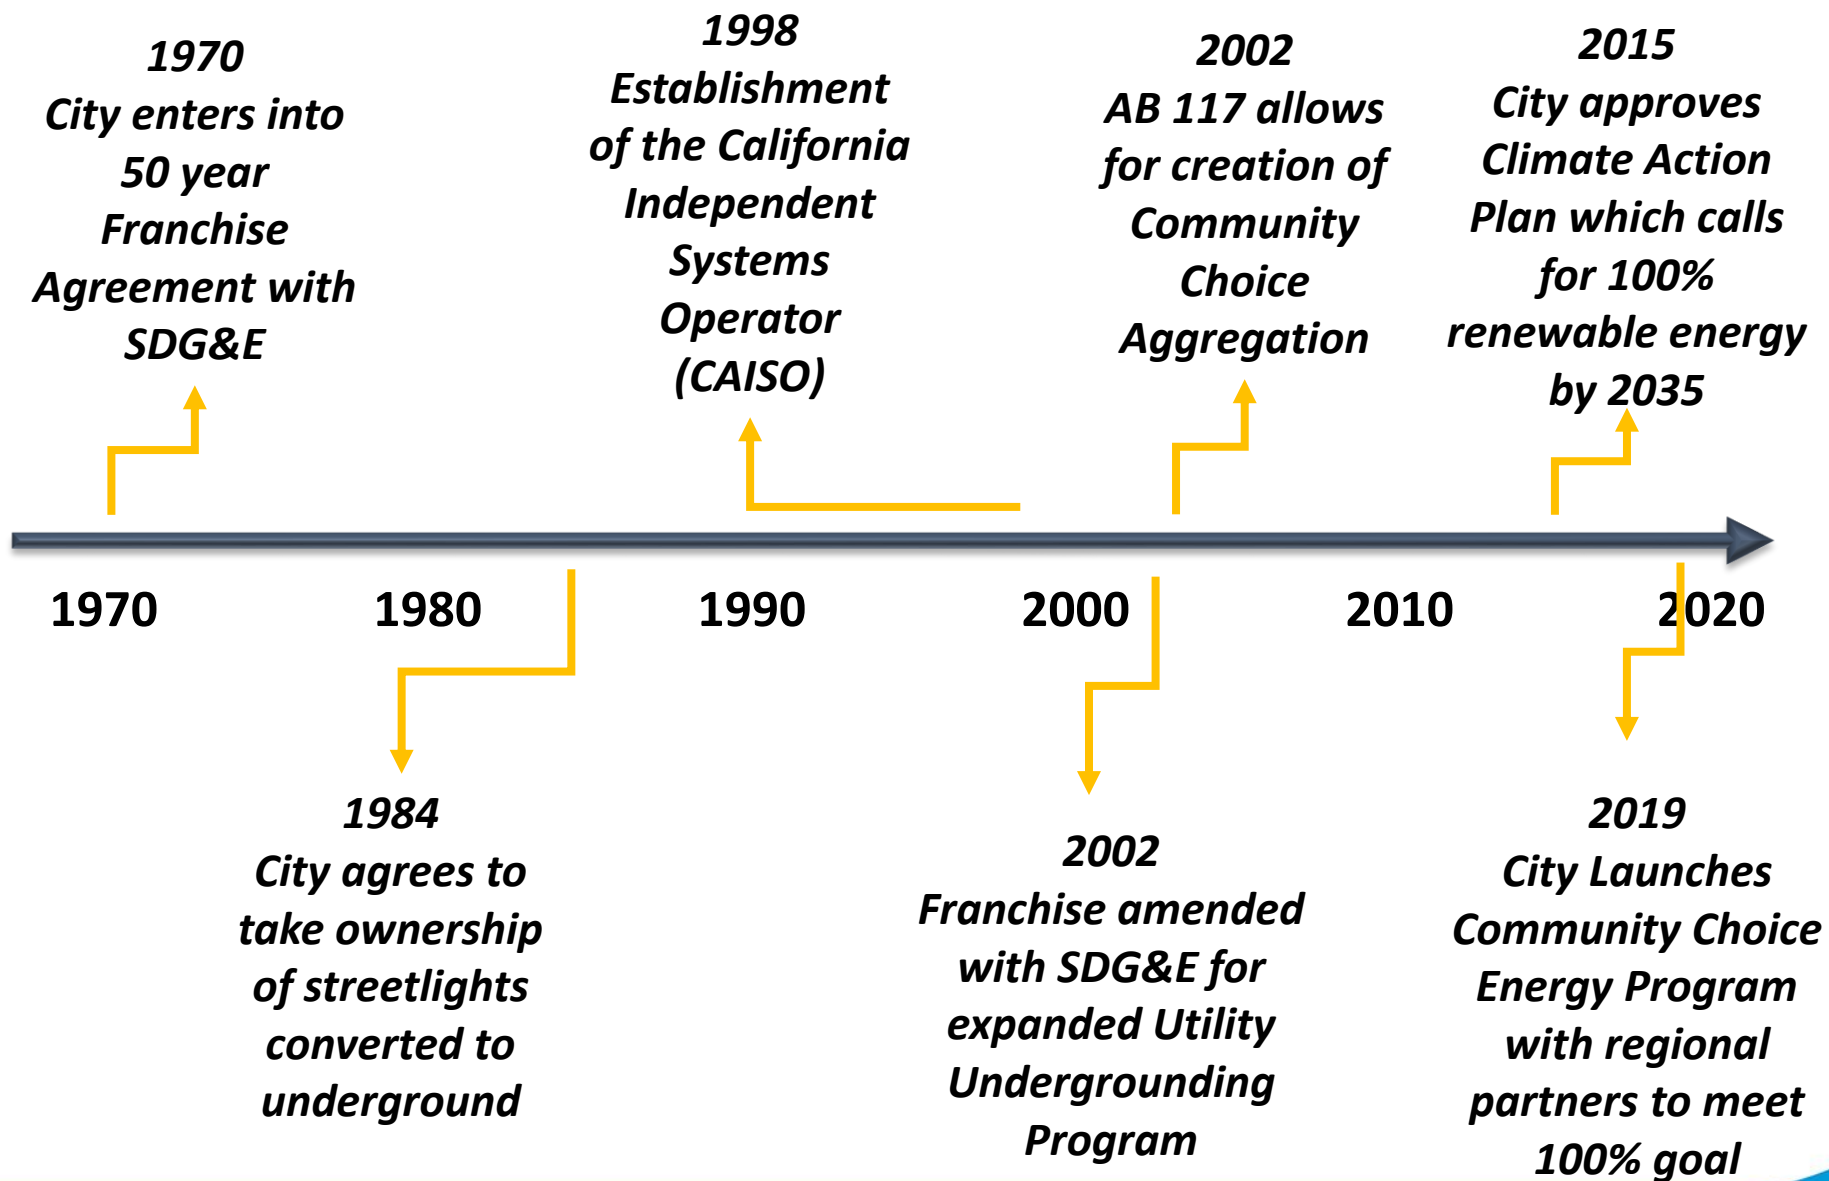 1970
City enters into
50 year
Franchise
Agreement with
SDG&E
1998
Establishment
of the California
Independent
Systems
Operator
(CAISO)
2002
AB 117 allows
for creation of
Community
Choice
Aggregation
2015
City approves
Climate Action
Plan which calls
for 100%
renewable energy
by 2035
1970
1980
1990
2000
2010
2020
1984
City agrees to
take ownership
of streetlights
converted to
underground
2002
Franchise amended
with SDG&E for
expanded Utility
Undergrounding
Program
2019
City Launches
Community Choice
Energy Program
with regional
partners to meet
100% goal